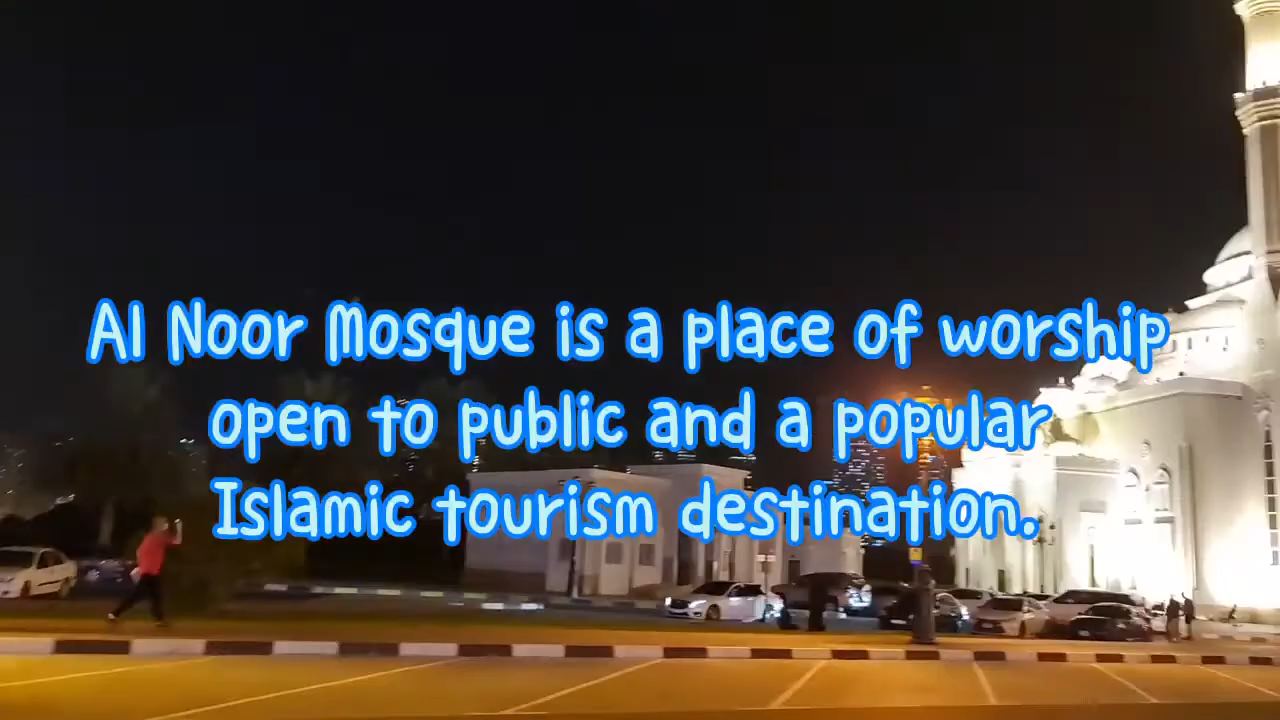 Al Noor Mosque is a place of worship
open to public and a popular
Islamic tourism destination.